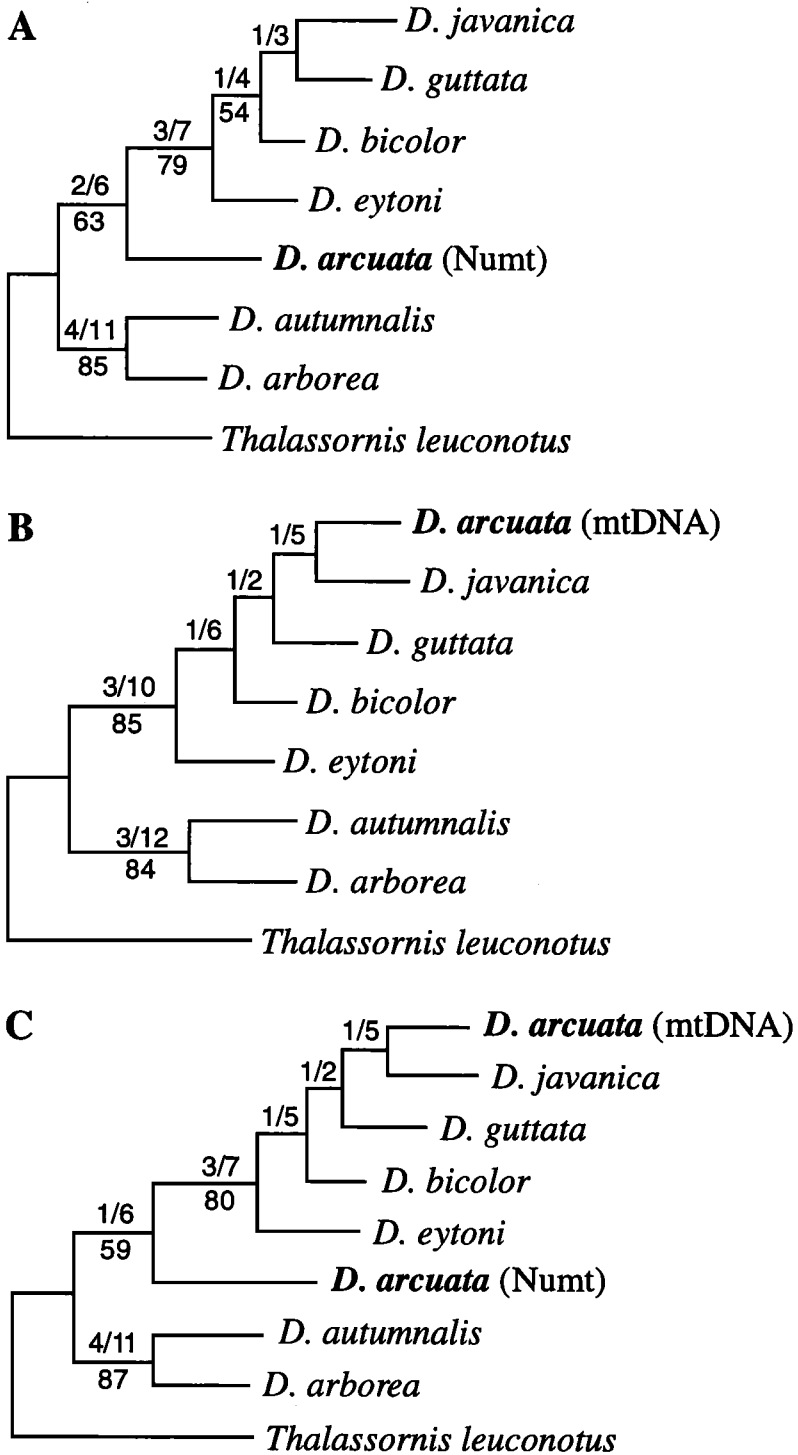 A
1/3
D. javanica
1/4
D. guttata
54
3/7
D. bicolor
79
2/6
D. eytoni
63
D. arcuata (Numt)
4/11
D. autumnalis
85
D. arborea
Thalassornis leuconotus
B
D. arcuata (mtDNA)
1/5
1/2
D. javanica
1/6
D. guttata
3/10
D. bicolor
85
D. eytoni
3/12
D. autumnalis
84
D. arborea
Thalassornis leuconotus
C
D. arcuata (mtDNA)
1/5
1/2
D. javanica
1/5
D. guttata
3/7
D. bicolor
80
1/6
D. eytoni
59
D. arcuata (Numt)
4/11
D. autumnalis
87
D. arborea
Thalassornis leuconotus